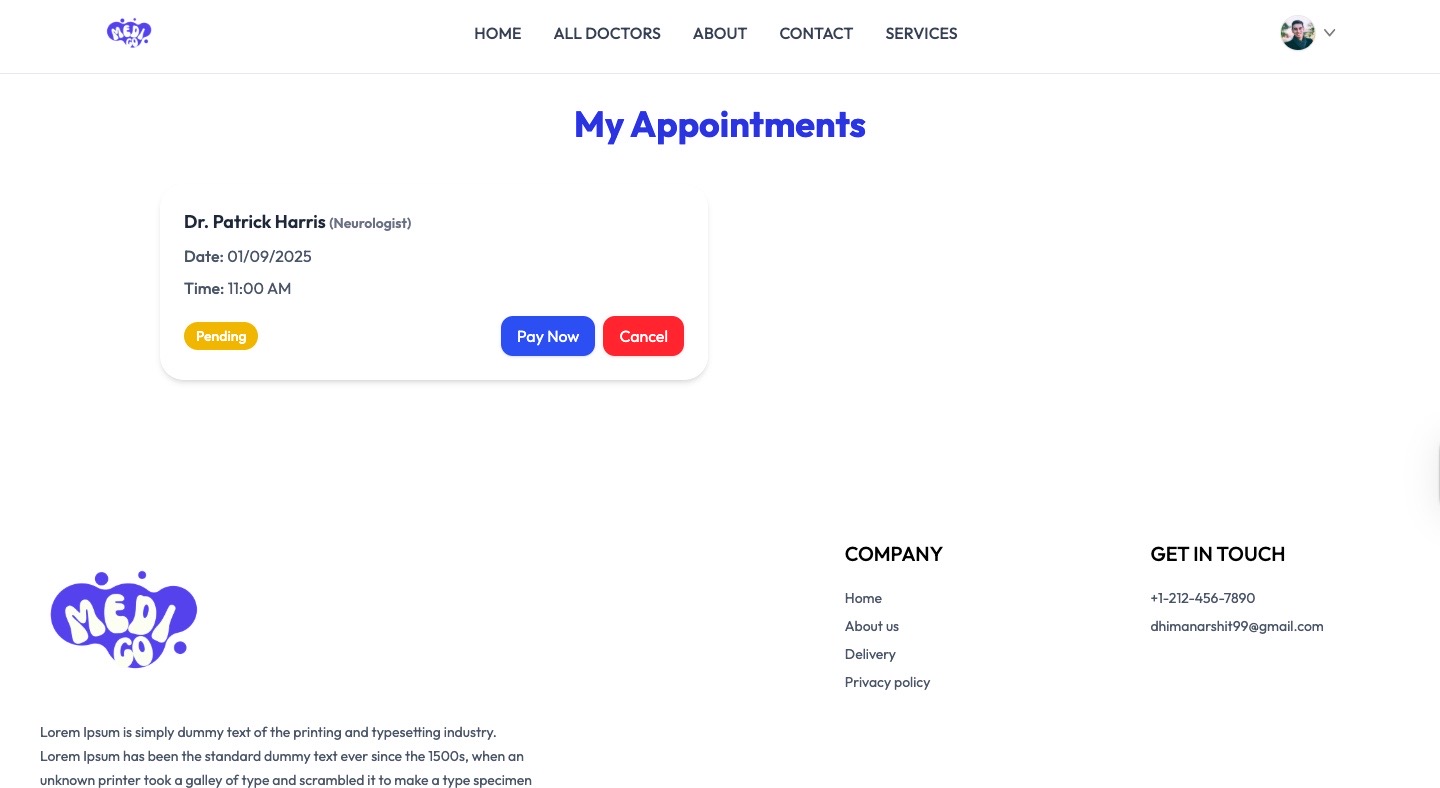 MEDI GO
HOME
ALL DOCTORS
ABOUT
CONTACT
SERVICES
My Appointments
Dr. Patrick Harris (Neurologist)
Date: 01/09/2025
Time: 11:00 AM
Pending
Pay Now
Cancel
MEDI
GO
Lorem Ipsum is simply dummy text of the printing and typesetting industry.
Lorem Ipsum has been the standard dummy text ever since the 1500s, when an
unknown printer took a galley of type and scrambled it to make a type specimen
COMPANY
Home
About us
Delivery
Privacy policy
GET IN TOUCH
+1-212-456-7890
dhimanarshit99@gmail.com